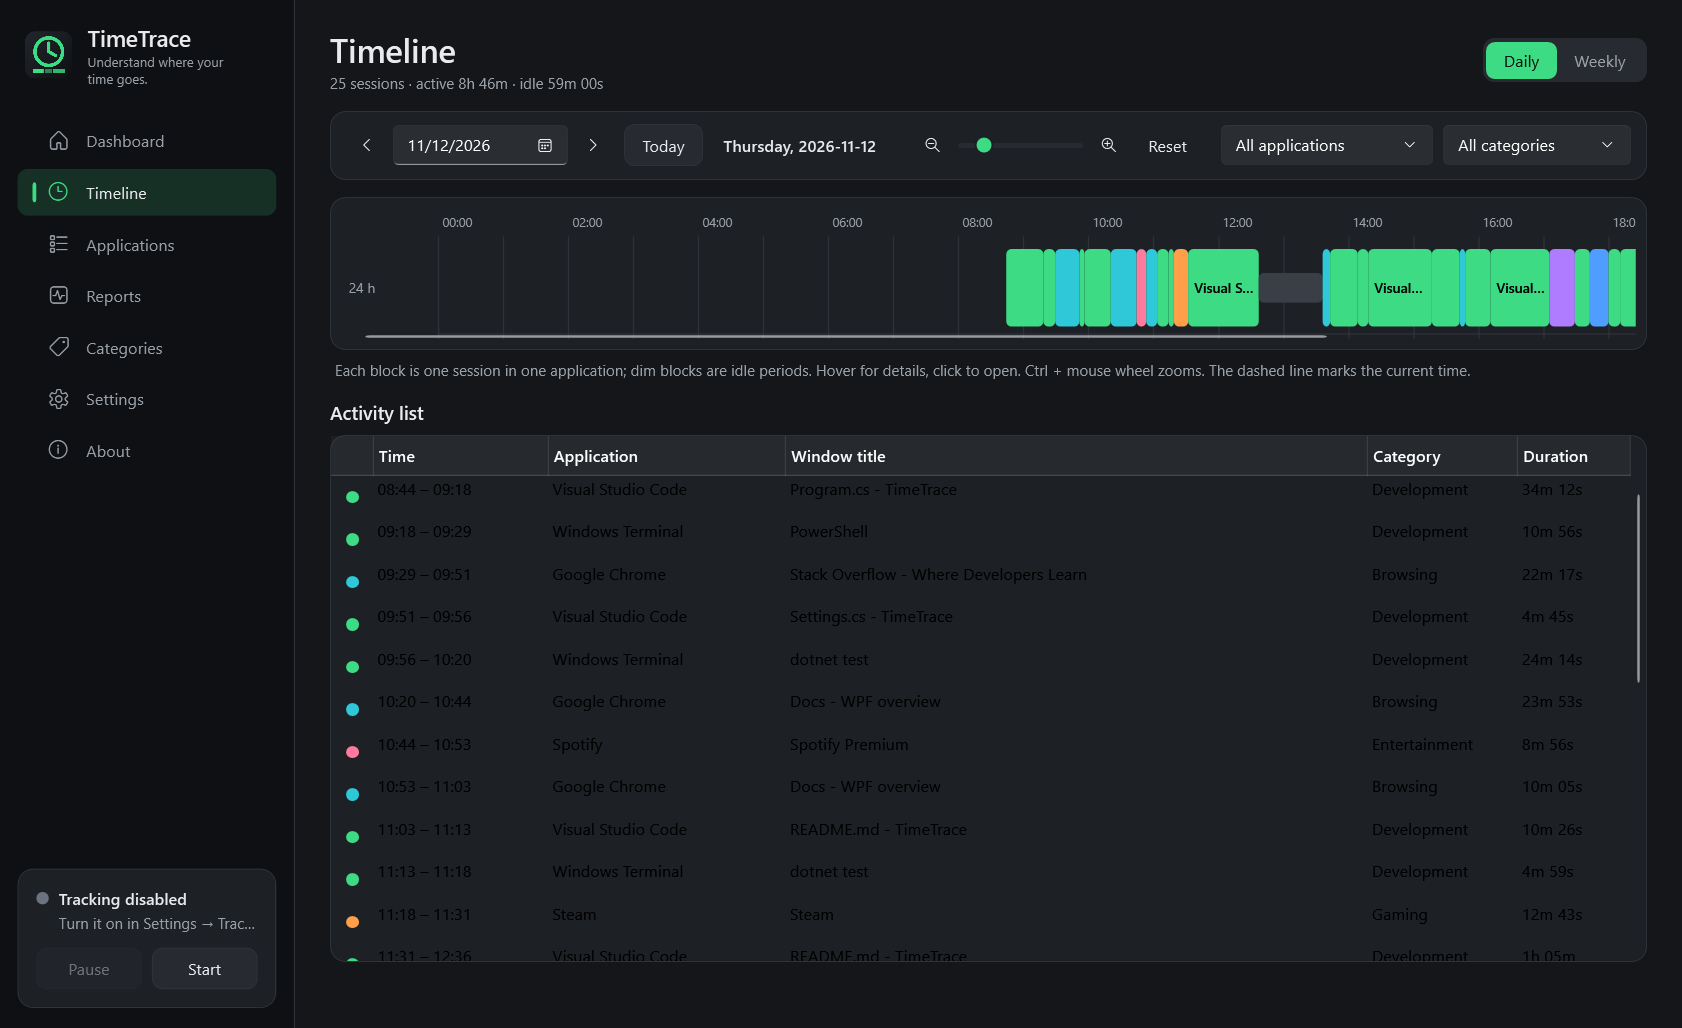 TimeTrace
Understand where your
time goes.
Dashboard
Timeline
Applications
Reports
Categories
Settings
About
Tracking disabled
Turn it on in Settings → Trac...
Pause
Start
Timeline
25 sessions · active 8h 46m · idle 59m 00s
Daily
Weekly
11/12/2026
Today
Thursday, 2026-11-12
Reset
All applications
All categories
00:00 02:00 04:00 06:00 08:00 10:00 12:00 14:00 16:00 18:0
24 h
Visual S... Visual... Visual...
Each block is one session in one application; dim blocks are idle periods. Hover for details, click to open. Ctrl + mouse wheel zooms. The dashed line marks the current time.
Activity list
Time Application Window title Category Duration
08:44 – 09:18 Visual Studio Code Program.cs - TimeTrace Development 34m 12s
09:18 – 09:29 Windows Terminal PowerShell Development 10m 56s
09:29 – 09:51 Google Chrome Stack Overflow - Where Developers Learn Browsing 22m 17s
09:51 – 09:56 Visual Studio Code Settings.cs - TimeTrace Development 4m 45s
09:56 – 10:20 Windows Terminal dotnet test Development 24m 14s
10:20 – 10:44 Google Chrome Docs - WPF overview Browsing 23m 53s
10:44 – 10:53 Spotify Spotify Premium Entertainment 8m 56s
10:53 – 11:03 Google Chrome Docs - WPF overview Browsing 10m 05s
11:03 – 11:13 Visual Studio Code README.md - TimeTrace Development 10m 26s
11:13 – 11:18 Windows Terminal dotnet test Development 4m 59s
11:18 – 11:31 Steam Steam Gaming 12m 43s
11:31 – 12:36 Visual Studio Code README.md - TimeTrace Development 1h 05m